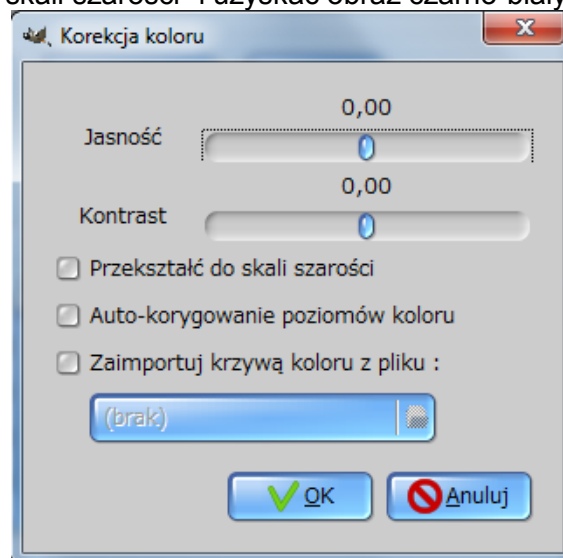 skali szarości i uzyskać obraz czarno-biały
Korekcja koloru
0,00
Jasność
0,00
Kontrast
Przekształć do skali szarości
Auto-korygowanie poziomów koloru
Zaimportuj krzywą koloru z pliku :
(brak)
OK
Anuluj